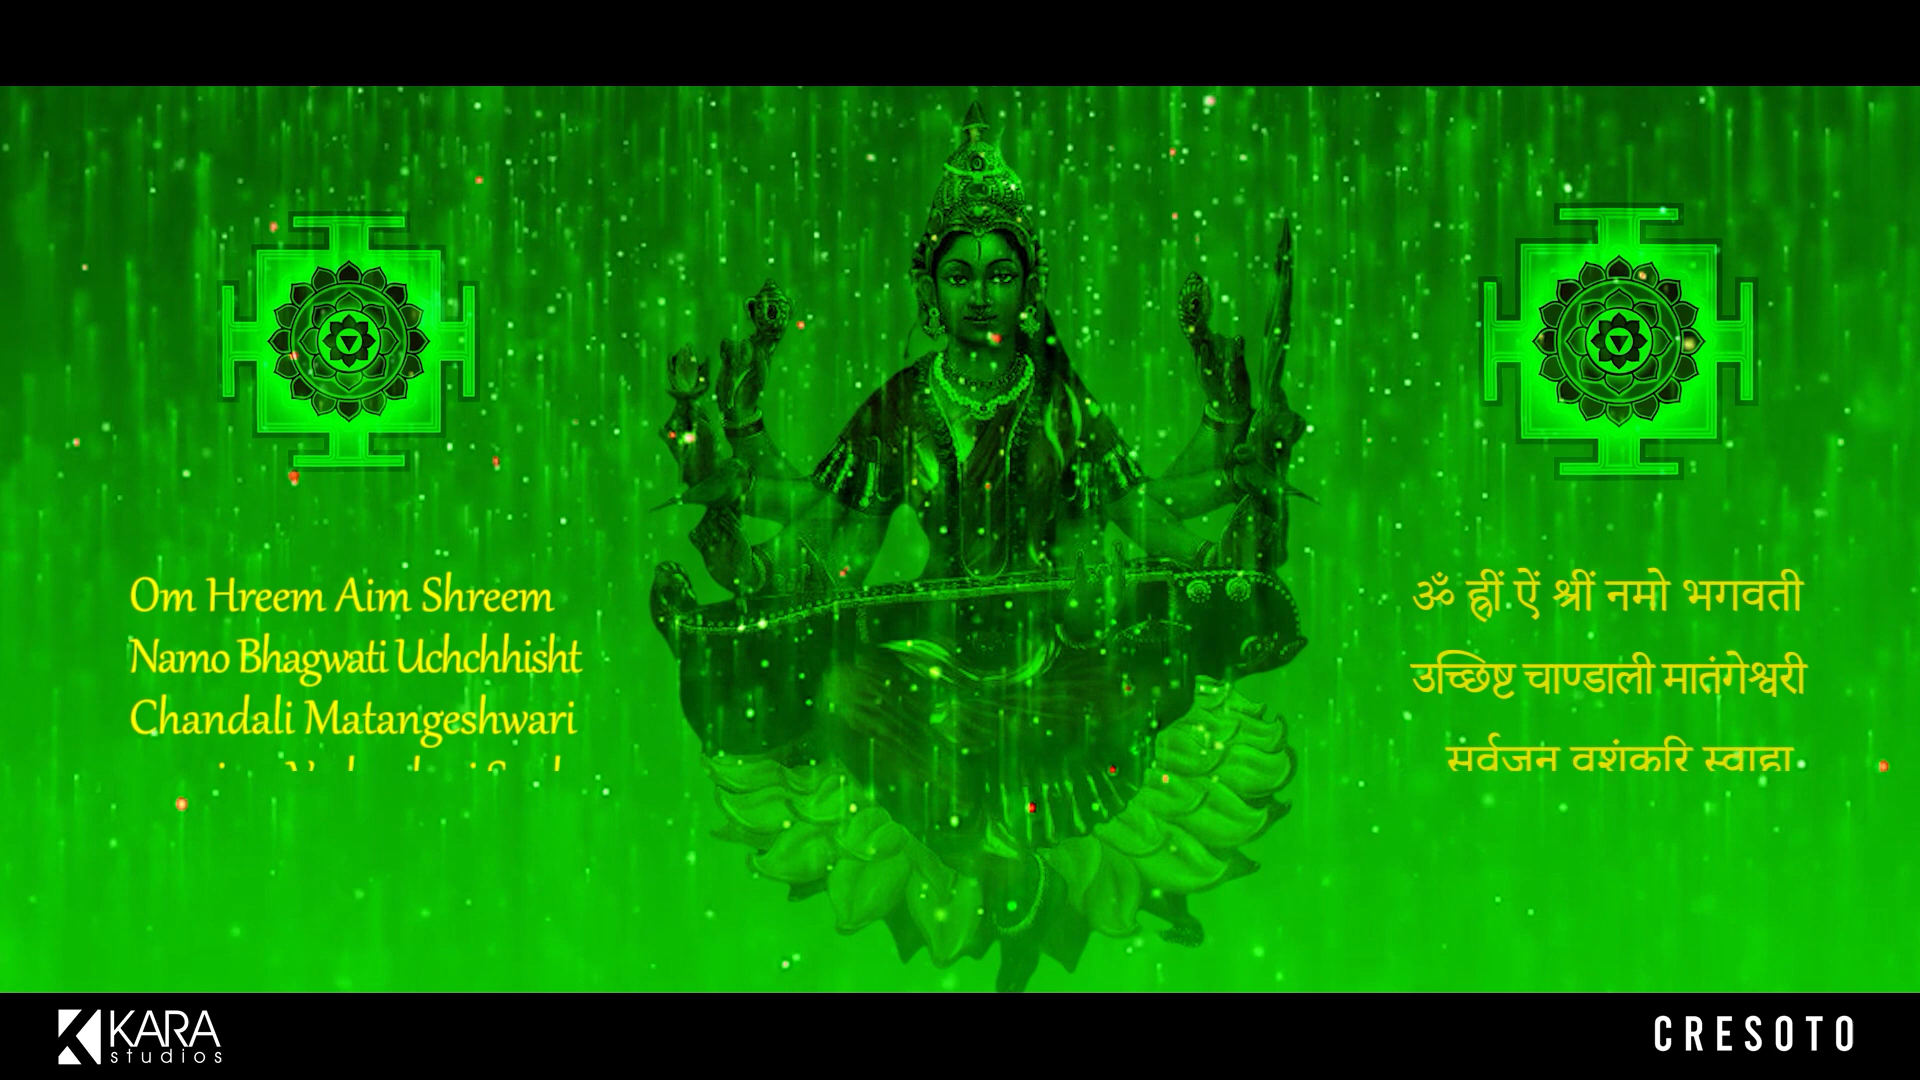 Om Hreem Aim Shreem
Namo Bhagwati Uchchhisht
Chandali Matangeshwari
ॐ ह्रीं ऐं श्रीं नमो भगवती
उच्छिष्ट चाण्डाली मातंगेश्वरी
सर्वजन वशंकरि स्वाहा
KARA
studios
CRESOTO